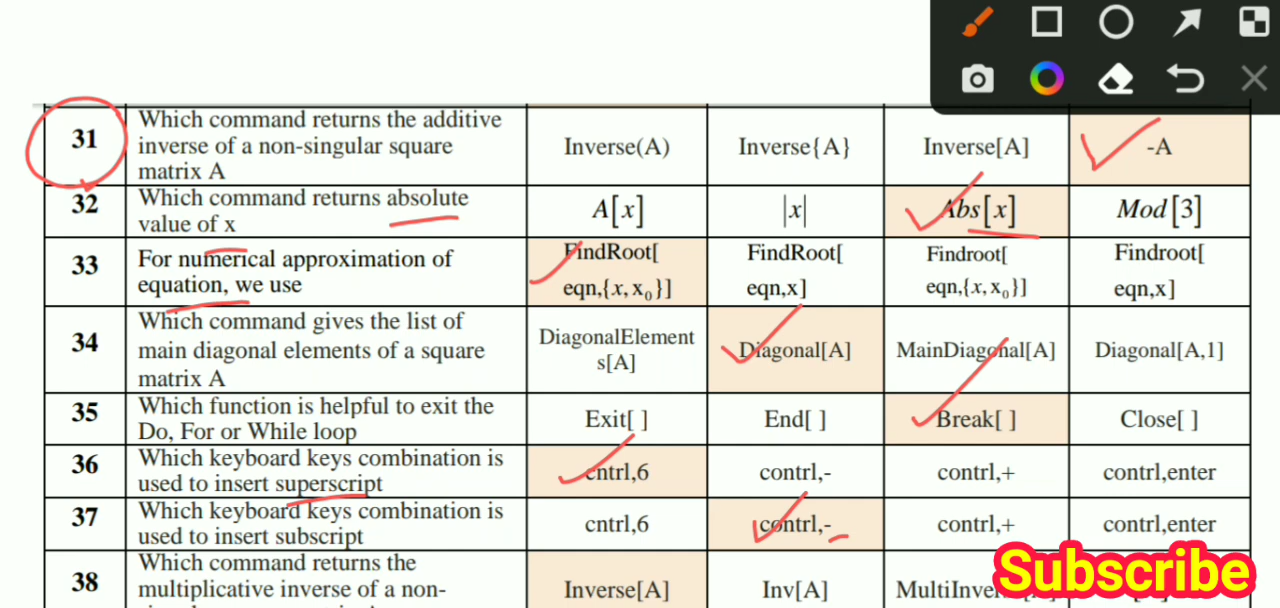 31
Which command returns the additive
inverse of a non-singular square
matrix A
Inverse(A)
Inverse{A}
Inverse[A]
-A
32
Which command returns absolute
value of x
A[x]
|x|
Abs[x]
Mod[3]
33
For numerical approximation of
equation, we use
FindRoot[
eqn,{x,x₀}]
FindRoot[
eqn,x]
Findroot[
eqn,{x,x₀}]
Findroot[
eqn,x]
34
Which command gives the list of
main diagonal elements of a square
matrix A
DiagonalElement
s[A]
Diagonal[A]
MainDiagonal[A]
Diagonal[A,1]
35
Which function is helpful to exit the
Do, For or While loop
Exit[ ]
End[ ]
Break[ ]
Close[ ]
36
Which keyboard keys combination is
used to insert superscript
cntrl,6
contrl,-
contrl,+
contrl,enter
37
Which keyboard keys combination is
used to insert subscript
cntrl,6
contrl,-
contrl,+
contrl,enter
38
Which command returns the
multiplicative inverse of a non-
Inverse[A]
Inv[A]
Subscribe